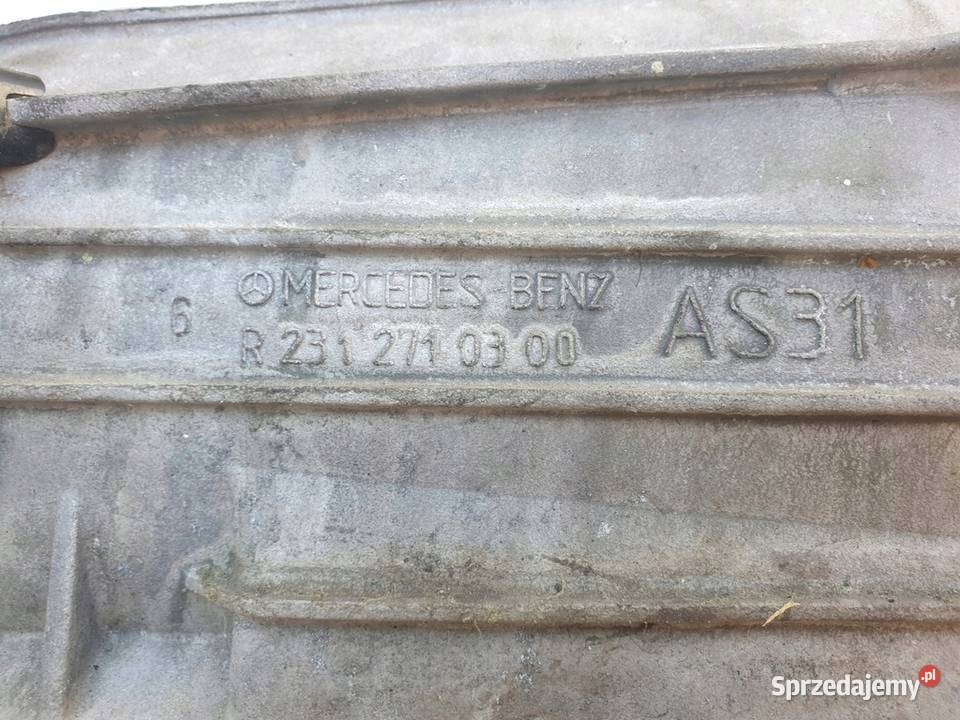 MERCEDES BENZ
6
R 231 271 03 00
AS31
Sprzedajemy.pl